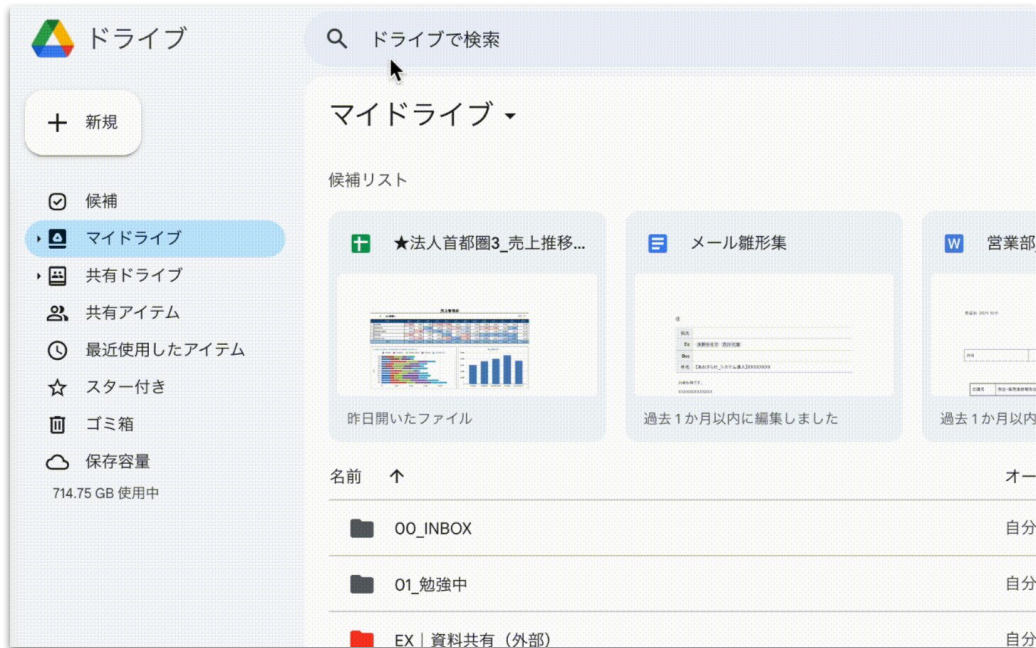 ドライブ
ドライブで検索
新規
マイドライブ
候補リスト
候補
マイドライブ
共有ドライブ
共有アイテム
最近使用したアイテム
スター付き
ゴミ箱
保存容量
714.75 GB 使用中
★法人首都圏3_売上推移...
昨日開いたファイル
メール雛形集
過去1か月以内に編集しました
W 営業部
過去1か月以内
名前 オー
00_INBOX 自分
01_勉強中 自分
EX｜資料共有（外部） 自分